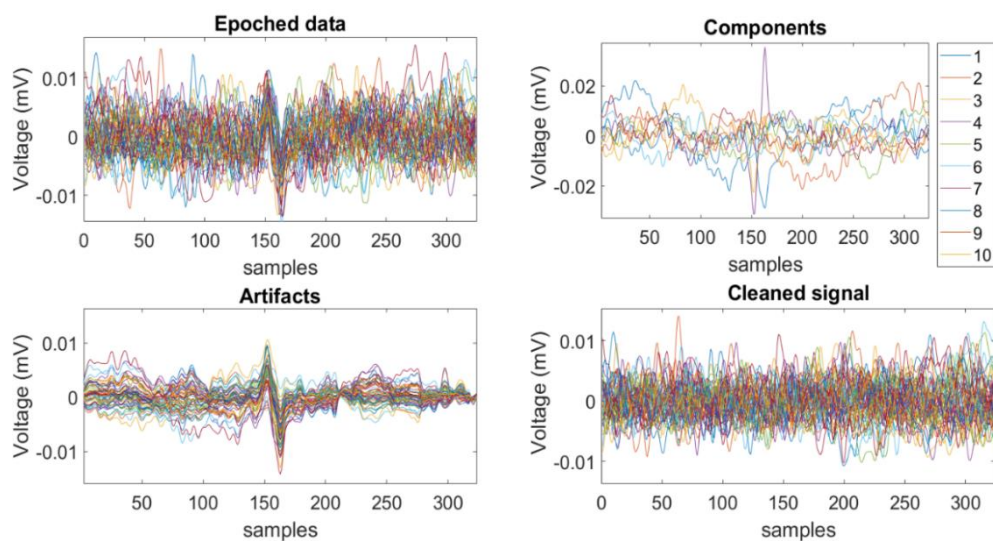 Epoched data
Voltage (mV)
0.01
0
-0.01
0 50 100 150 200 250 300
samples
Components
Voltage (mV)
0.02
0
-0.02
50 100 150 200 250 300
samples
1
2
3
4
5
6
7
8
9
10
Artifacts
Voltage (mV)
0.01
0
-0.01
50 100 150 200 250 300
samples
Cleaned signal
Voltage (mV)
0.01
0
-0.01
0 50 100 150 200 250 300
samples